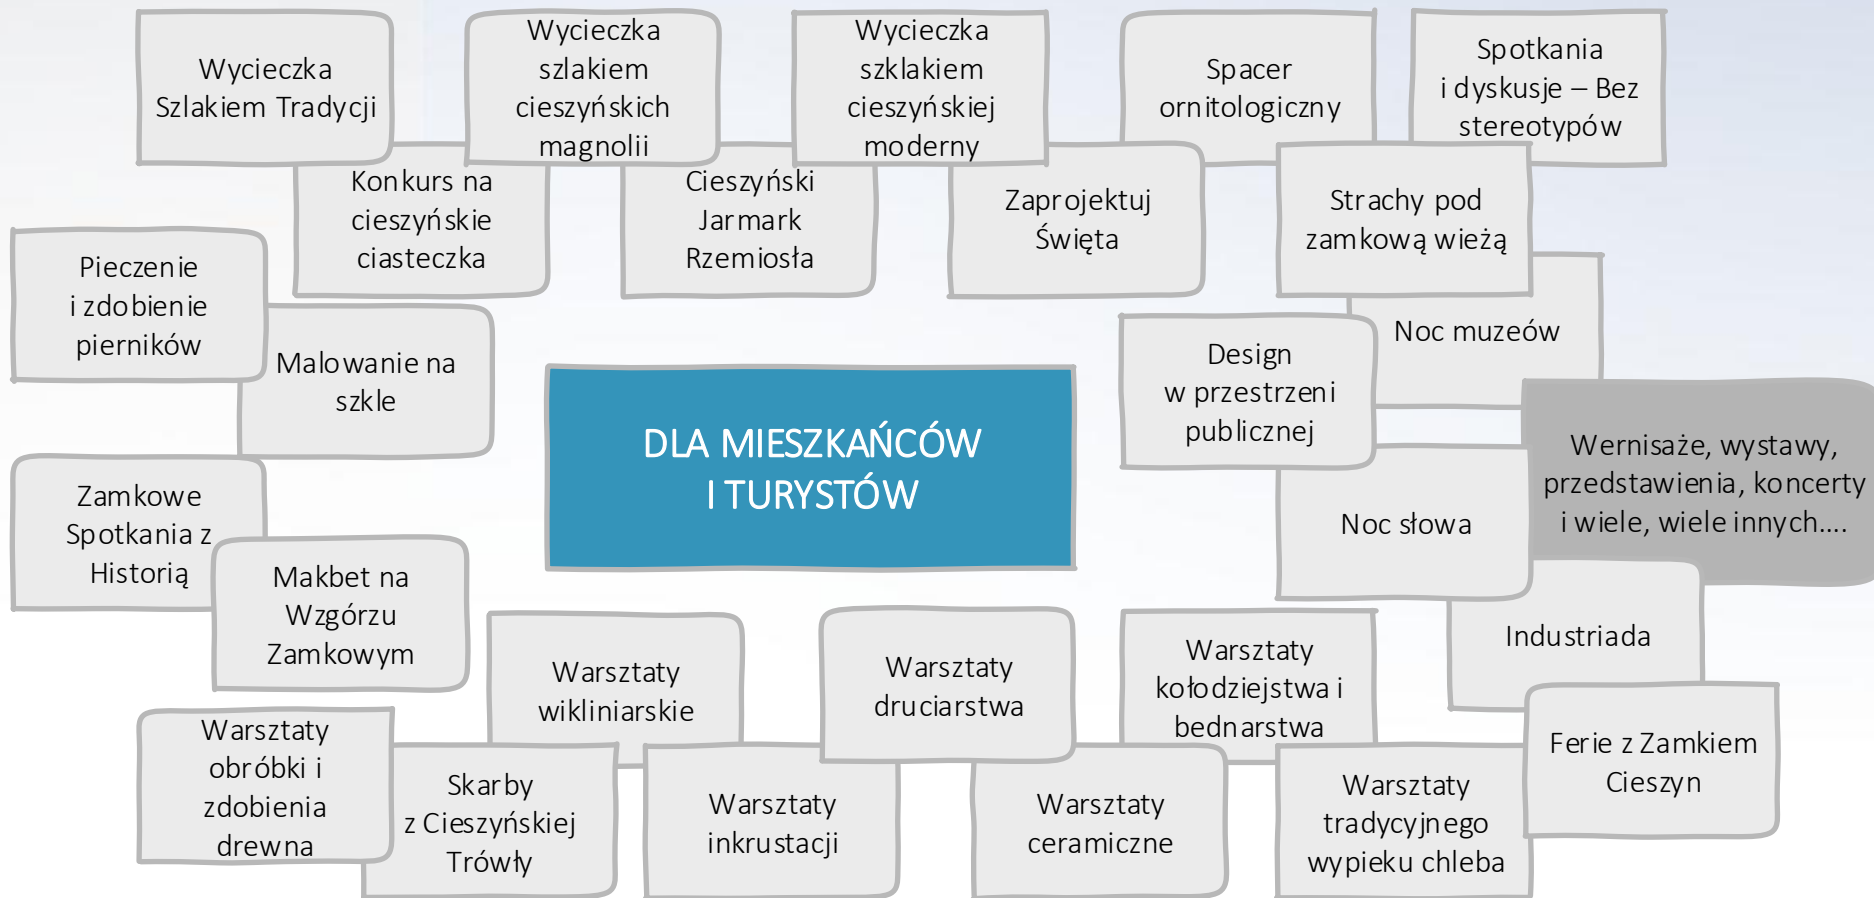 Wycieczka
Szlakiem Tradycji
Wycieczka
szlakiem
cieszyńskich
magnolii
Wycieczka
szklakiem
cieszyńskiej
moderny
Spacer
ornitologiczny
Spotkania
i dyskusje – Bez
stereotypów
Konkurs na
cieszyńskie
ciasteczka
Cieszyński
Jarmark
Rzemiosła
Zaprojektuj
Święta
Strachy pod
zamkową wieżą
Pieczenie
i zdobienie
pierników
Malowanie na
szkle
Noc muzeów
Design
w przestrzeni
publicznej
DLA MIESZKAŃCÓW
I TURYSTÓW
Wernisaże, wystawy,
przedstawienia, koncerty
i wiele, wiele innych....
Zamkowe
Spotkania z
Historią
Noc słowa
Makbet na
Wzgórzu
Zamkowym
Industriada
Warsztaty
wikliniarskie
Warsztaty
druciarstwa
Warsztaty
kołodziejstwa i
bednarstwa
Warsztaty
obróbki i
zdobienia
drewna
Skarby
z Cieszyńskiej
Trówły
Warsztaty
inkrustacji
Warsztaty
ceramiczne
Warsztaty
tradycyjnego
wypieku chleba
Ferie z Zamkiem
Cieszyn